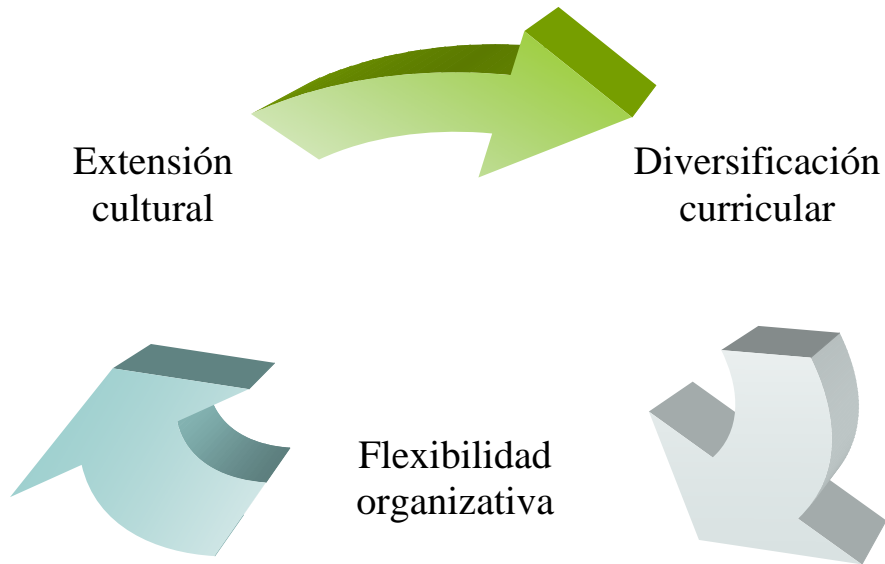 Extensión
cultural
Diversificación
curricular
Flexibilidad
organizativa